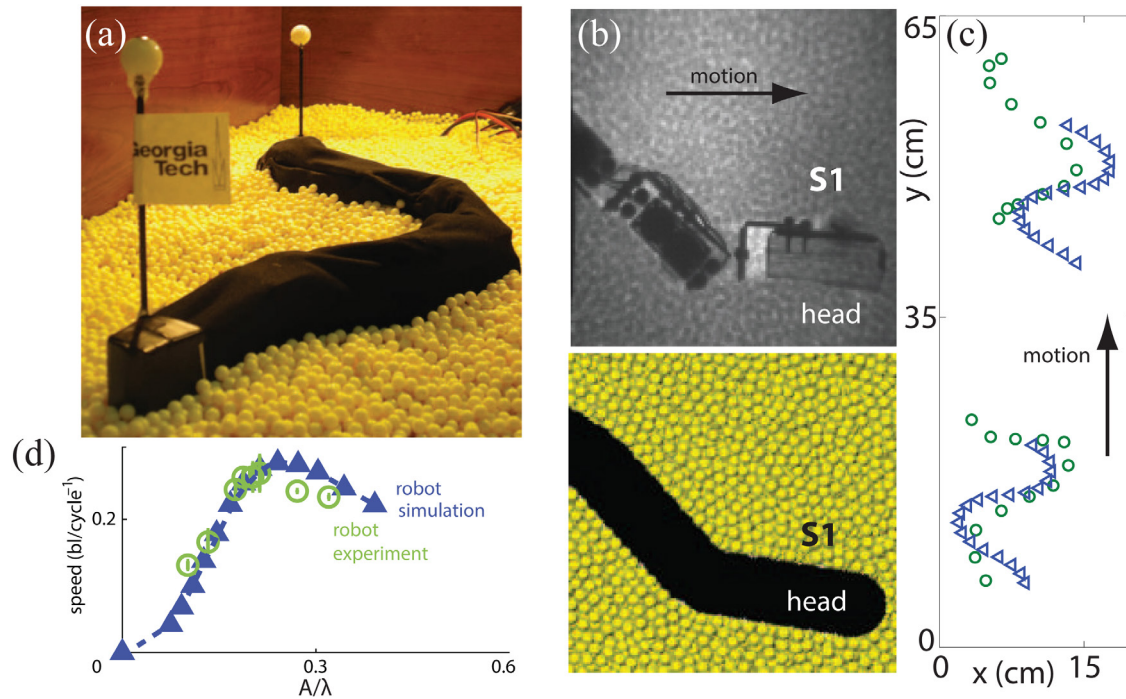 (a)
Georgia
Tech
(b)
motion
S1
head
S1
head
(c)
65
y (cm)
35
motion
0
0
15
x (cm)
(d)
speed (bl/cycle⁻¹)
0.2
0
0.3
0.6
A/λ
robot
simulation
robot
experiment